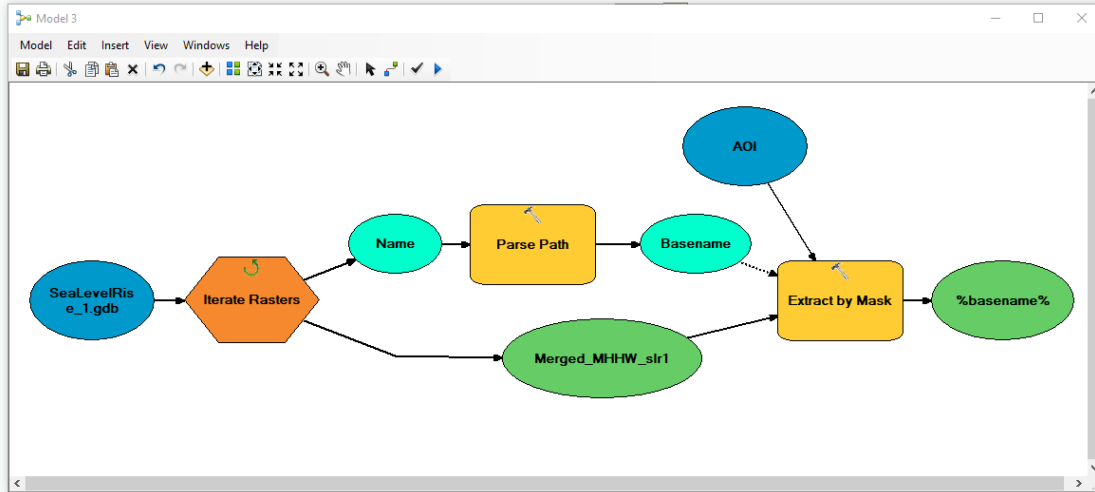 Model 3
Model Edit Insert View Windows Help
AOI
Name
Parse Path
Basename
SeaLevelRis
e_1.gdb
Iterate Rasters
Extract by Mask
%basename%
Merged_MHHW_slr1